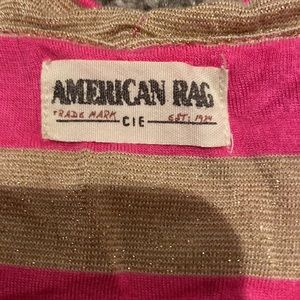 AMERICAN RAG
TRADE MARK CIE EST: 1984